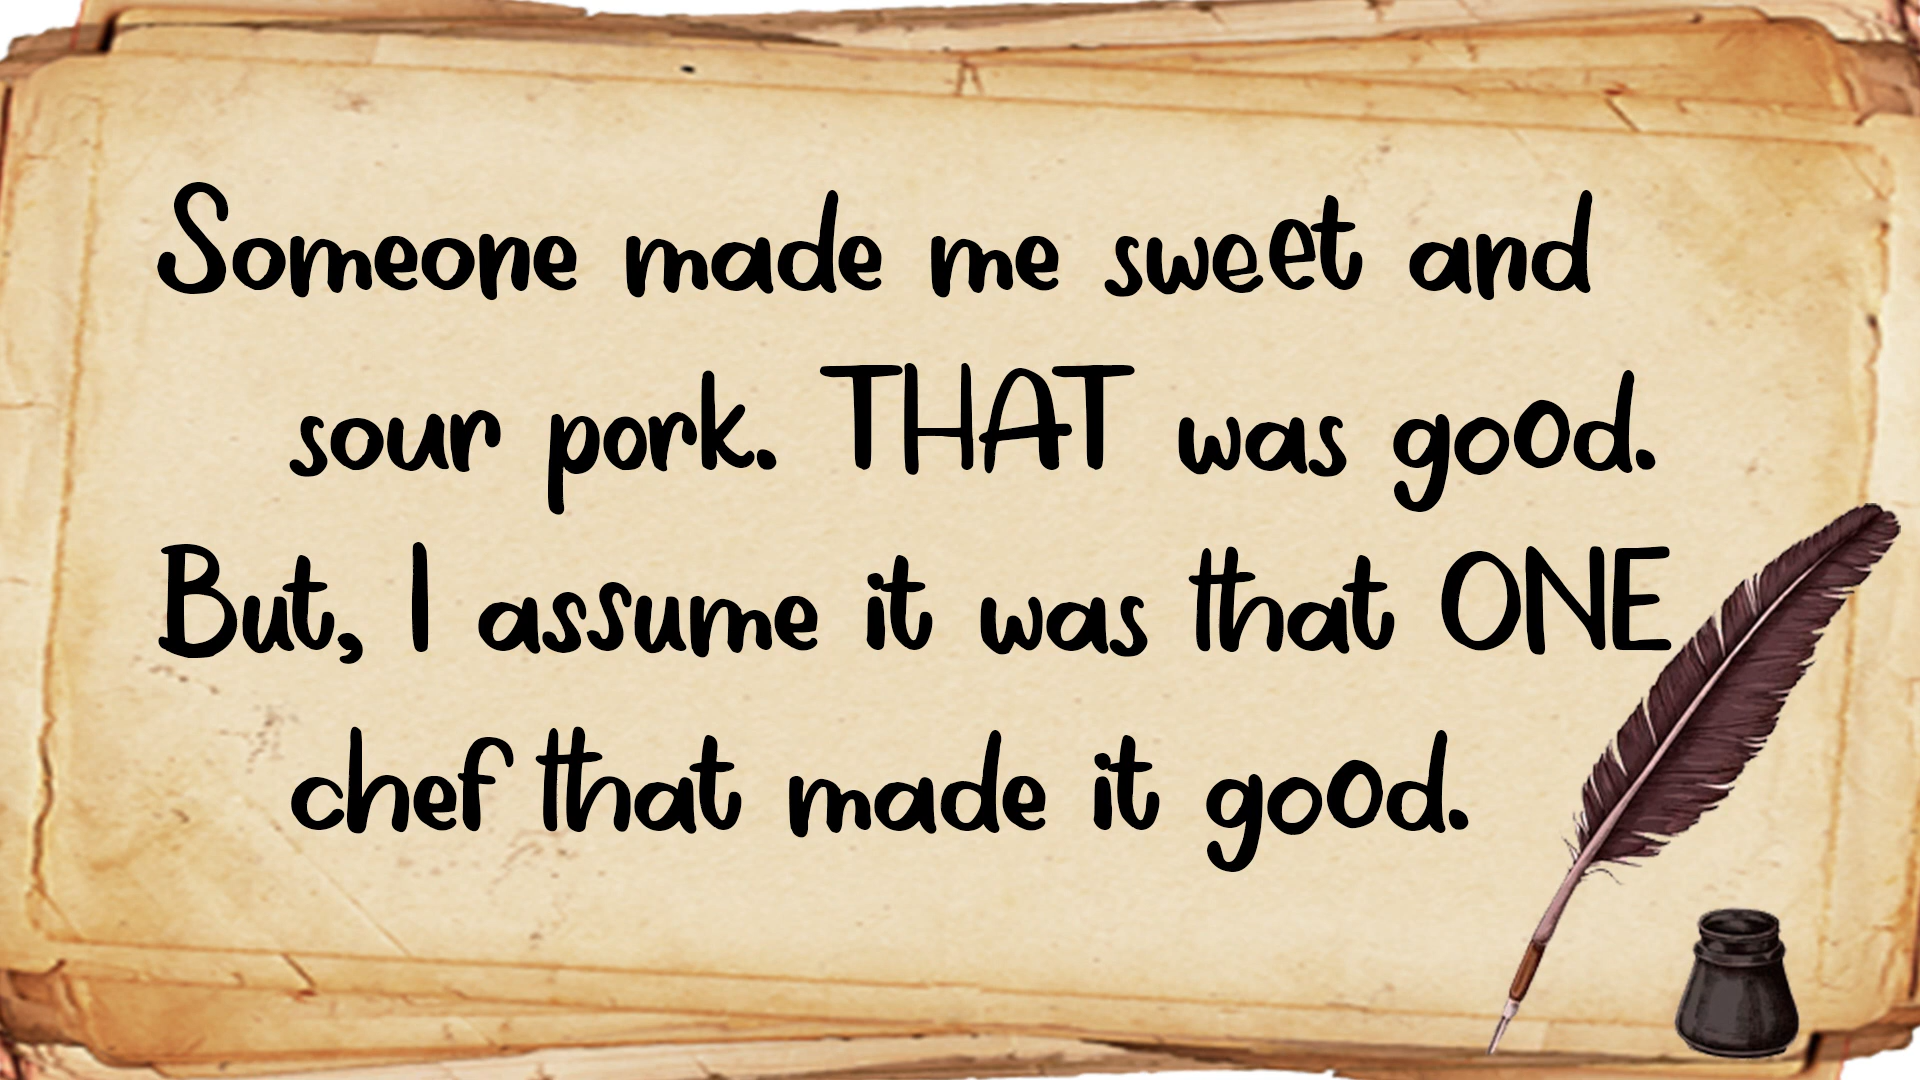 Someone made me sweet and
sour pork. THAT was good.
But, I assume it was that ONE
chef that made it good.